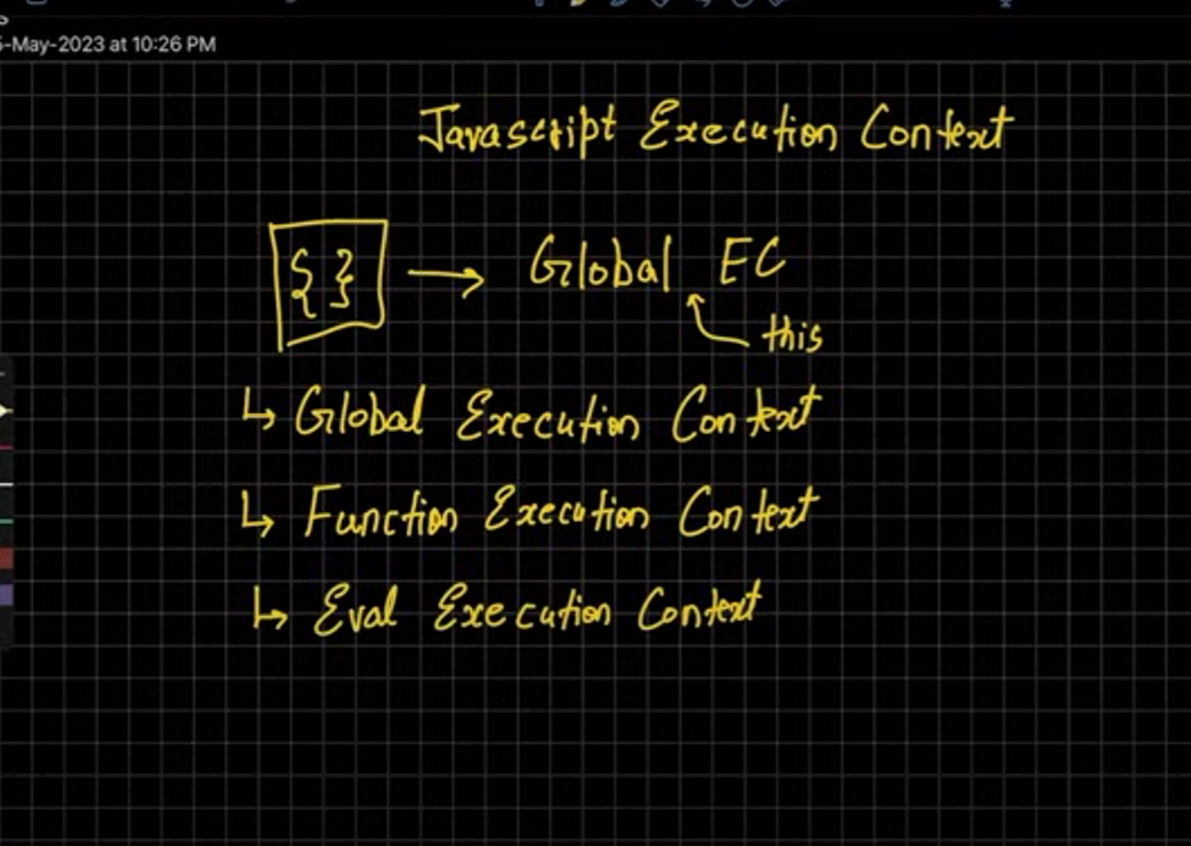 -May-2023 at 10:26 PM
Javascript Execution Context
{ } → Global EC
this
↳ Global Execution Context
↳ Function Execution Context
↳ Eval Execution Context